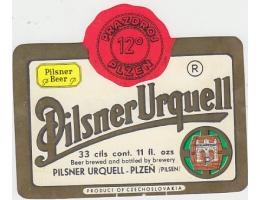 PRAZDROJ
12°
PLZEŇ
Pilsner
Beer
R
Pilsner Urquell
33 cls cont. 11 fl. ozs
Beer brewed and bottled by brewery
PILSNER URQUELL - PLZEŇ /PILSEN/
PRODUCT OF CZECHOSLOVAKIA